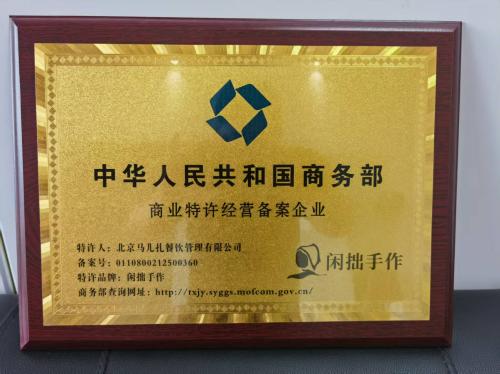 中华人民共和国商务部
商业特许经营备案企业
特许人：北京马儿扎餐饮管理有限公司
备案号：0110800212500360
特许品牌：闲拙手作
商务部查询网址：http://txjy.syggs.mofcom.gov.cn/
闲拙手作